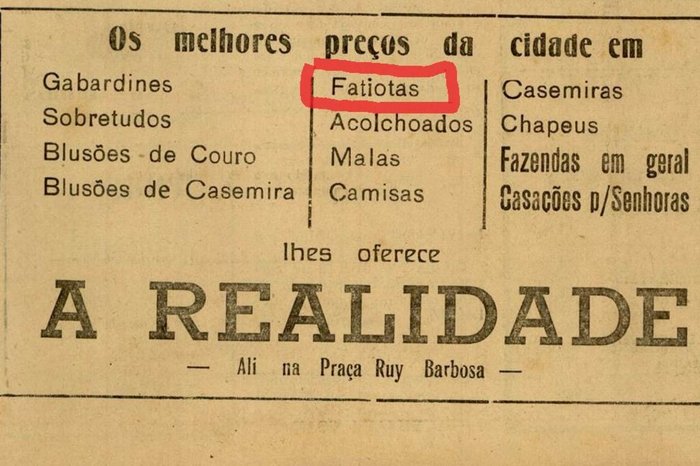 Os melhores preços da cidade em
Gabardines
Sobretudos
Blusões de Couro
Blusões de Casemira
Fatiotas
Acolchoados
Malas
Camisas
Casemiras
Chapeus
Fazendas em geral
Casações p/Senhoras
lhes oferece
A REALIDADE
— Ali na Praça Ruy Barbosa —